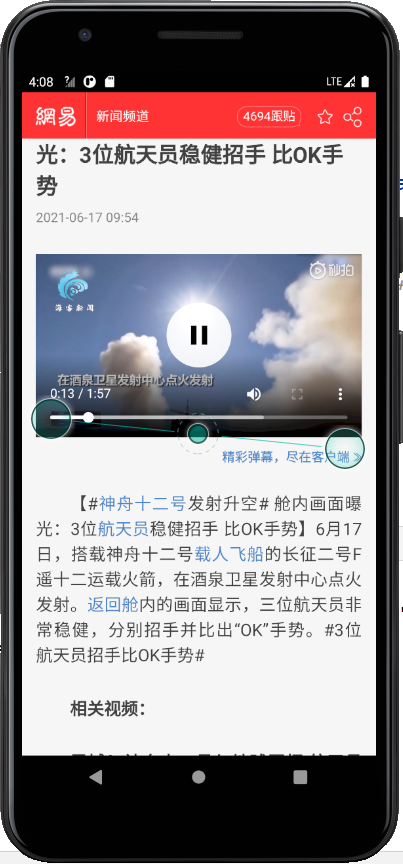 4:08
LTE
網易
新闻频道
4694跟贴
光：3位航天员稳健招手 比OK手
势
2021-06-17 09:54
秒拍
海客新闻
在酒泉卫星发射中心点火发射
0:13 / 1:57
精彩弹幕，尽在客户端
【#神舟十二号发射升空# 舱内画面曝
光：3位航天员稳健招手 比OK手势】6月17
日，搭载神舟十二号载人飞船的长征二号F
遥十二运载火箭，在酒泉卫星发射中心点火
发射。返回舱内的画面显示，三位航天员非
常稳健，分别招手并比出“OK”手势。#3位
航天员招手比OK手势#
相关视频：